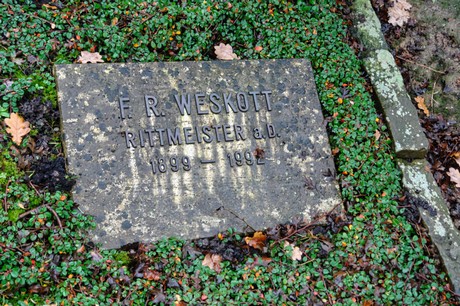 F. R. WESKOTT
RITTMEISTER a.D.
1899 — 1992